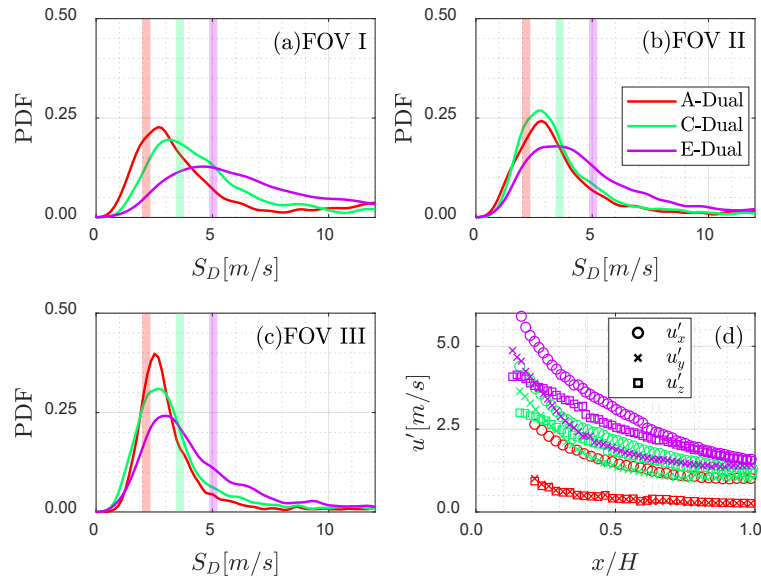 0.50
(a)FOV I
PDF
0.25
0.00
0 5 10
S_D[m/s]
0.50
(b)FOV II
PDF
0.25
A-Dual
C-Dual
E-Dual
0.00
0 5 10
S_D[m/s]
0.50
(c)FOV III
PDF
0.25
0.00
0 5 10
S_D[m/s]
5.0
u′_x
(d)
u′_y
u′_z
u′[m/s]
2.5
0.0
0.0 0.5 1.0
x/H